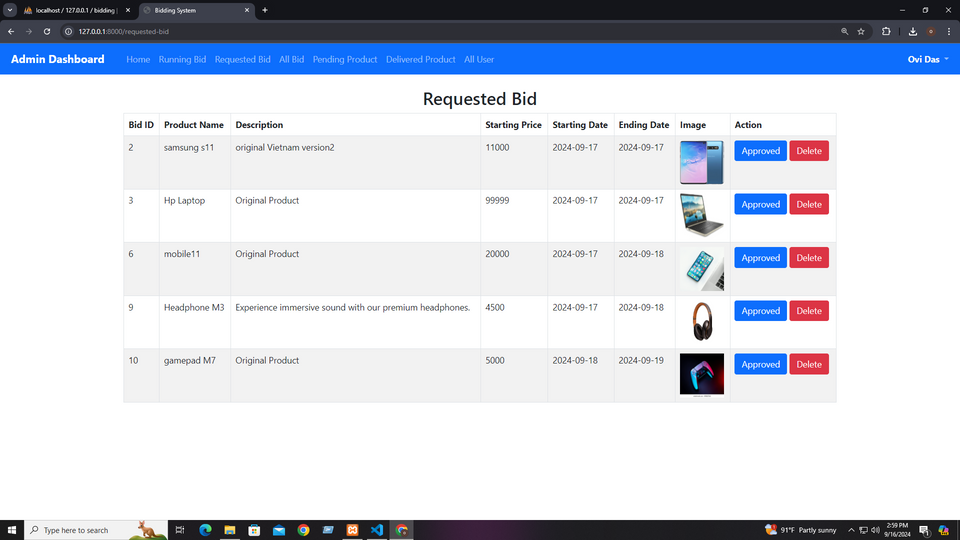 localhost / 127.0.0.1 / bidding |
Bidding System
127.0.0.1:8000/requested-bid
Admin Dashboard Home Running Bid Requested Bid All Bid Pending Product Delivered Product All User Ovi Das
Requested Bid
Bid ID Product Name Description Starting Price Starting Date Ending Date Image Action
2 samsung s11 original Vietnam version2 11000 2024-09-17 2024-09-17 Approved Delete
3 Hp Laptop Original Product 99999 2024-09-17 2024-09-17 Approved Delete
6 mobile11 Original Product 20000 2024-09-17 2024-09-18 Approved Delete
9 Headphone M3 Experience immersive sound with our premium headphones. 4500 2024-09-17 2024-09-18 Approved Delete
10 gamepad M7 Original Product 5000 2024-09-18 2024-09-19 Approved Delete
Type here to search
91°F Partly sunny
2:59 PM
9/16/2024